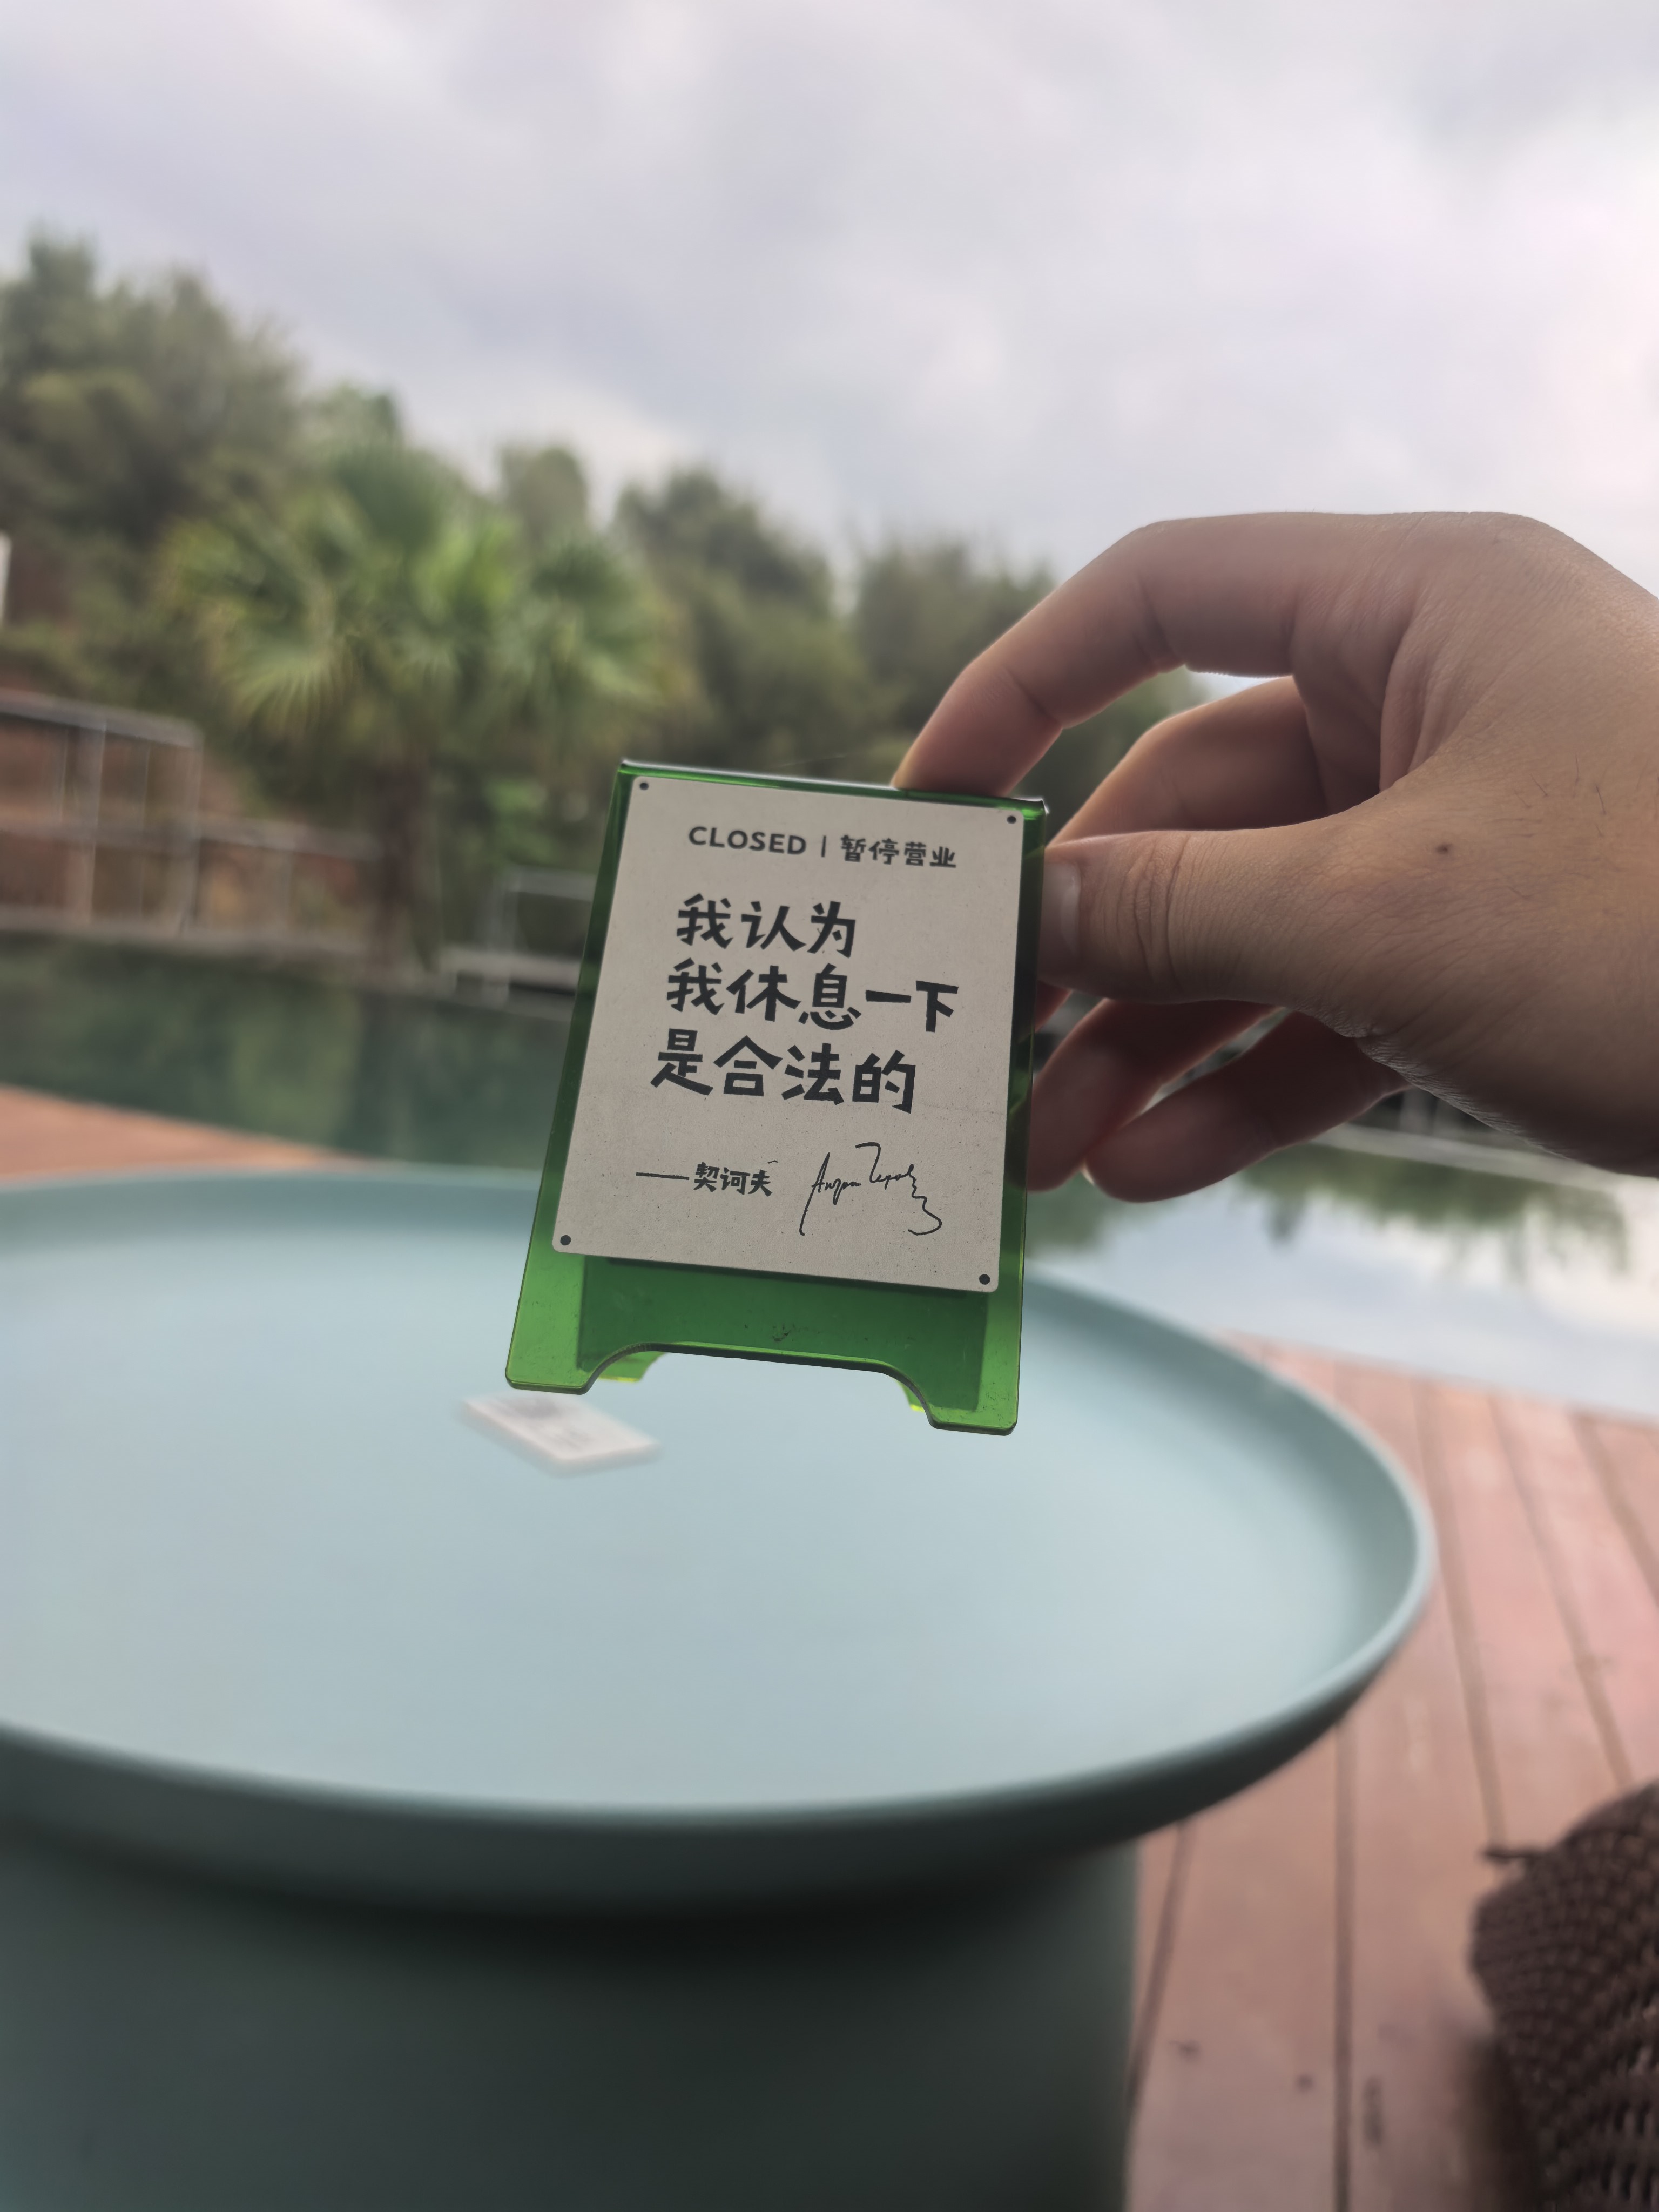 CLOSED | 暂停营业
我认为
我休息一下
是合法的
——契诃夫